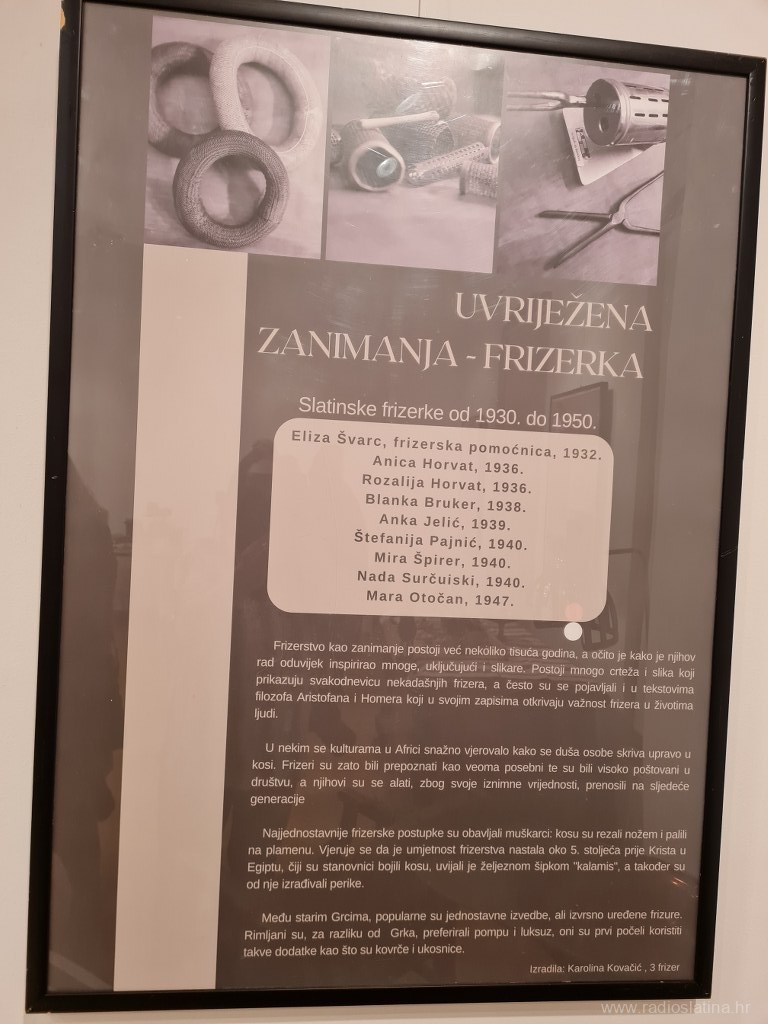 UVRIJEŽENA
ZANIMANJA - FRIZERKA
Slatinske frizerke od 1930. do 1950.
Eliza Švarc, frizerska pomoćnica, 1932.
Anica Horvat, 1936.
Rozalija Horvat, 1936.
Blanka Bruker, 1938.
Anka Jelić, 1939.
Štefanija Pajnić, 1940.
Mira Špirer, 1940.
Nada Surčuiski, 1940.
Mara Otočan, 1947.
Frizerstvo kao zanimanje postoji već nekoliko tisuća godina, a očito je kako je njihov
rad oduvijek inspirirao mnoge, uključujući i slikare. Postoji mnogo crteža i slika koji
prikazuju svakodnevicu nekadašnjih frizera, a često su se pojavljali i u tekstovima
filozofa Aristofana i Homera koji u svojim zapisima otkrivaju važnost frizera u životima
ljudi.
U nekim se kulturama u Africi snažno vjerovalo kako se duša osobe skriva upravo u
kosi. Frizeri su zato bili prepoznati kao veoma posebni te su bili visoko poštovani u
društvu, a njihovi su se alati, zbog svoje iznimne vrijednosti, prenosili na sljedeće
generacije
Najjednostavnije frizerske postupke su obavljali muškarci: kosu su rezali nožem i palili
na plamenu. Vjeruje se da je umjetnost frizerstva nastala oko 5. stoljeća prije Krista u
Egiptu, čiji su stanovnici bojili kosu, uvijali je željeznom šipkom "kalamis", a također su
od nje izrađivali perike.
Među starim Grcima, popularne su jednostavne izvedbe, ali izvrsno uređene frizure.
Rimljani su, za razliku od Grka, preferirali pompu i luksuz, oni su prvi počeli koristiti
takve dodatke kao što su kovrče i ukosnice.
Izradila: Karolina Kovačić , 3 frizer
www.radioslatina.hr